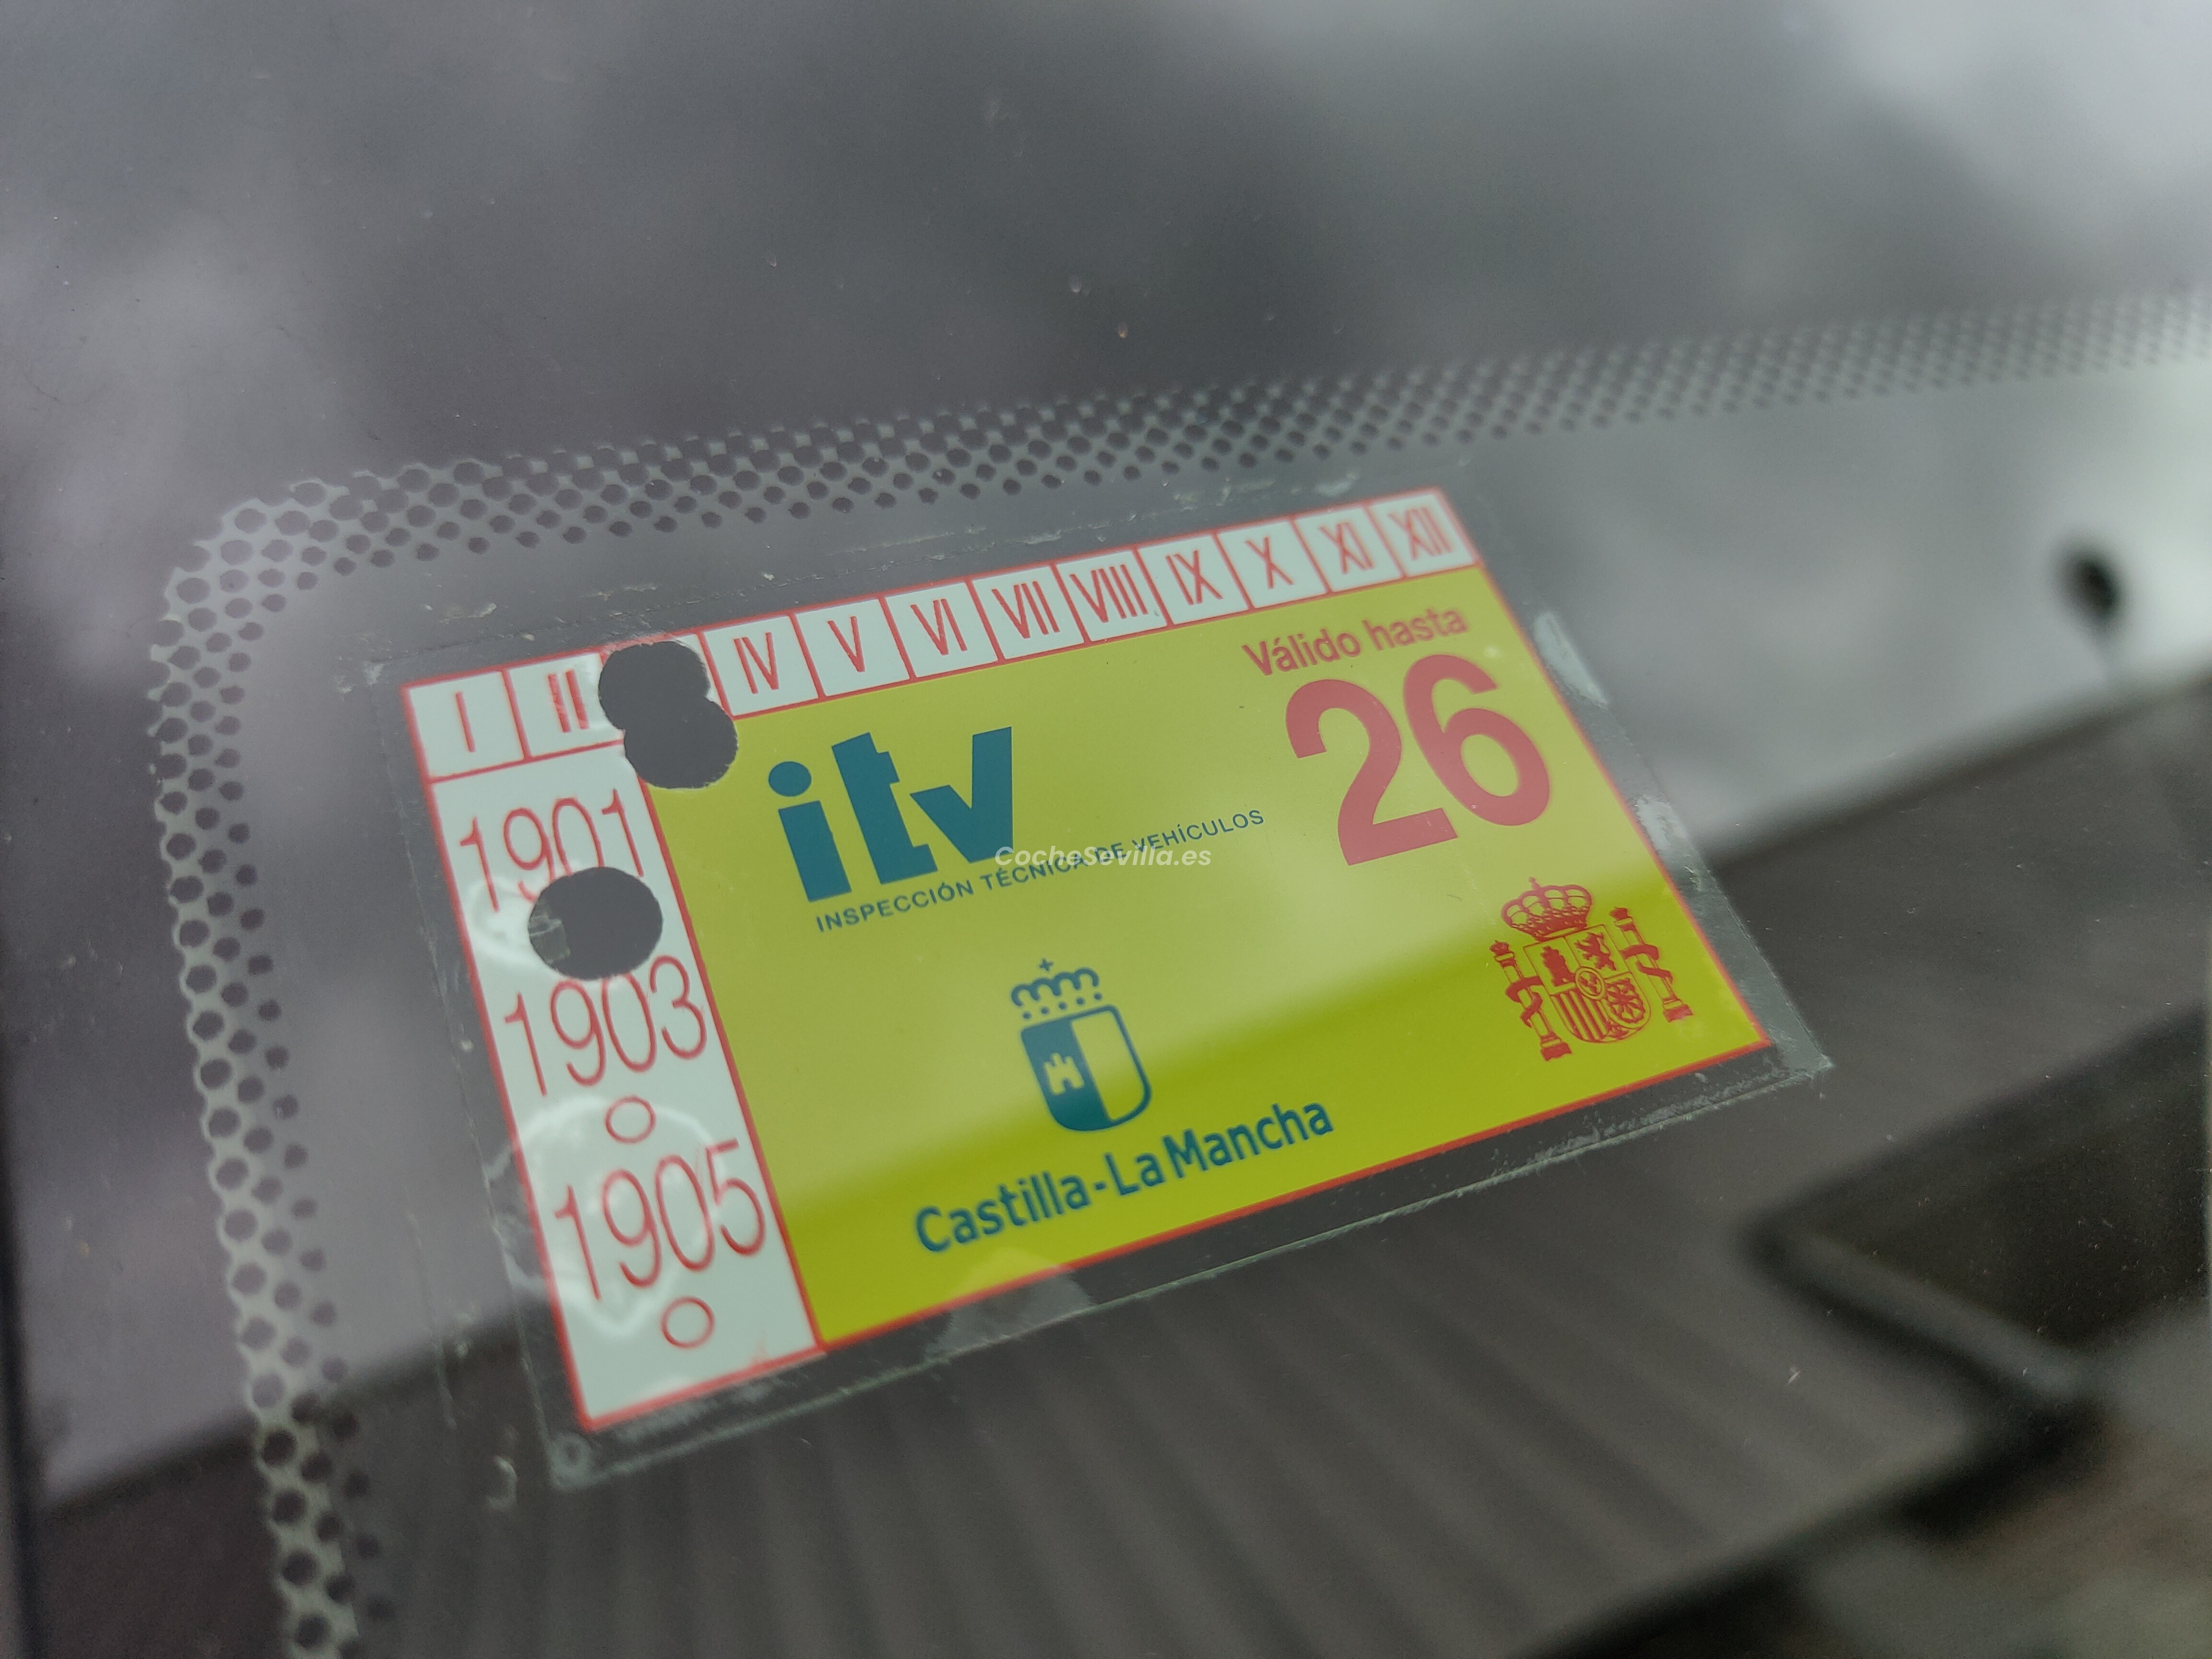 I II IV V VI VII VIII IX X XI XII
Válido hasta
26
itv
INSPECCIÓN TÉCNICA DE VEHÍCULOS
CocheSevilla.es
1901
1903
1905
Castilla-La Mancha